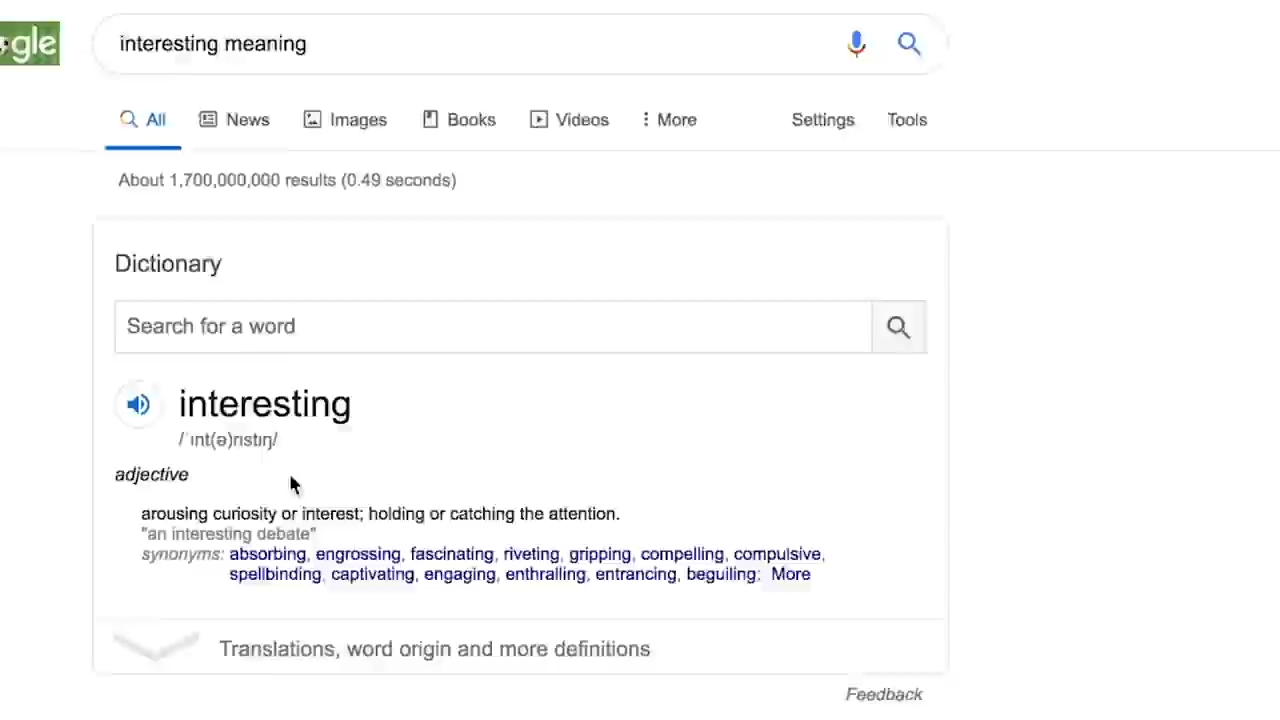 gle
interesting meaning
All News Images Books Videos More Settings Tools
About 1,700,000,000 results (0.49 seconds)
Dictionary
Search for a word
interesting
/ˈɪnt(ə)rɪstɪŋ/
adjective
arousing curiosity or interest; holding or catching the attention.
"an interesting debate"
synonyms: absorbing, engrossing, fascinating, riveting, gripping, compelling, compulsive,
spellbinding, captivating, engaging, enthralling, entrancing, beguiling; More
Translations, word origin and more definitions
Feedback